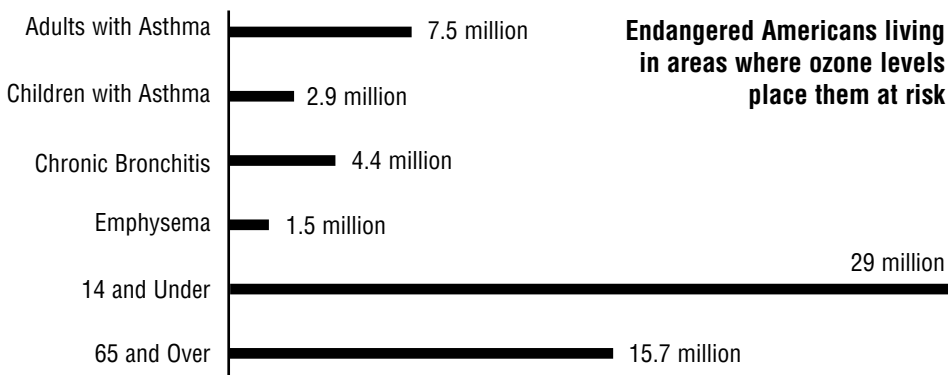 Adults with Asthma
7.5 million
Endangered Americans living
in areas where ozone levels
place them at risk
Children with Asthma
2.9 million
Chronic Bronchitis
4.4 million
Emphysema
1.5 million
14 and Under
29 million
65 and Over
15.7 million